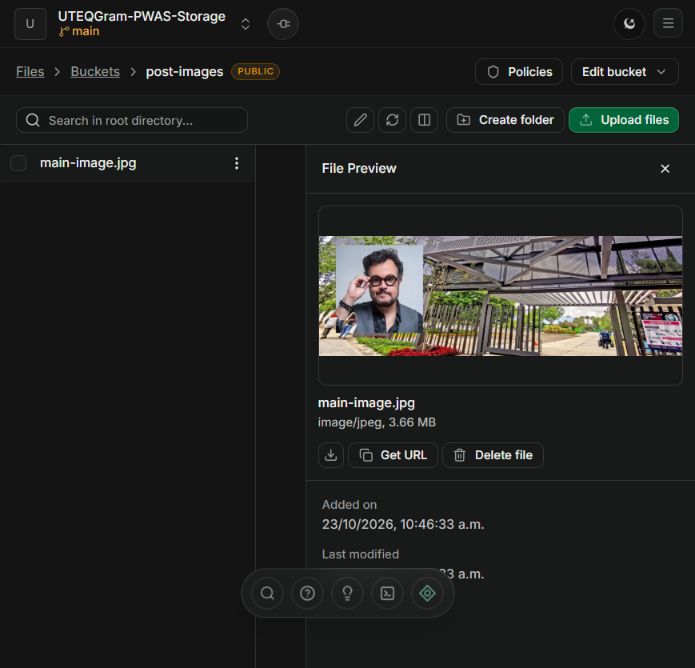 U
UTEQGram-PWAS-Storage
main
Files > Buckets > post-images PUBLIC
Policies
Edit bucket
Search in root directory...
Create folder
Upload files
main-image.jpg
File Preview
main-image.jpg
image/jpeg, 3.66 MB
Get URL
Delete file
Added on
23/10/2026, 10:46:33 a.m.
Last modified
33 a.m.